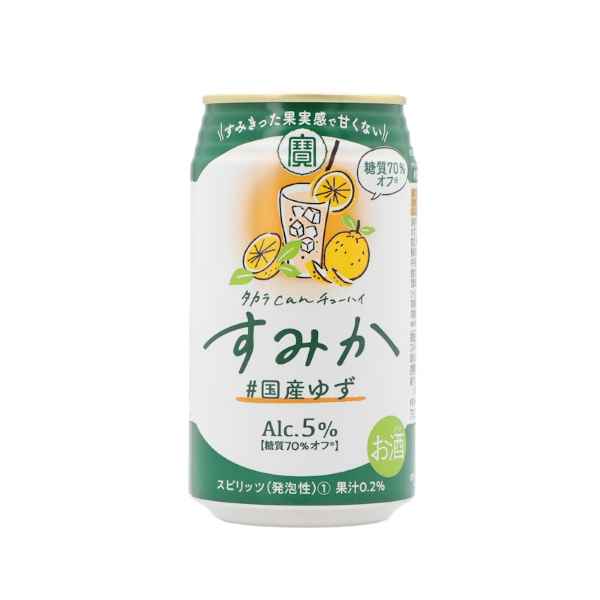 すみきった果実感で甘くない
寳
糖質70%
オフ※
タカラcanチューハイ
すみか
#国産ゆず
Alc.5%
【糖質70%オフ※】
お酒
スピリッツ(発泡性)① 果汁0.2%